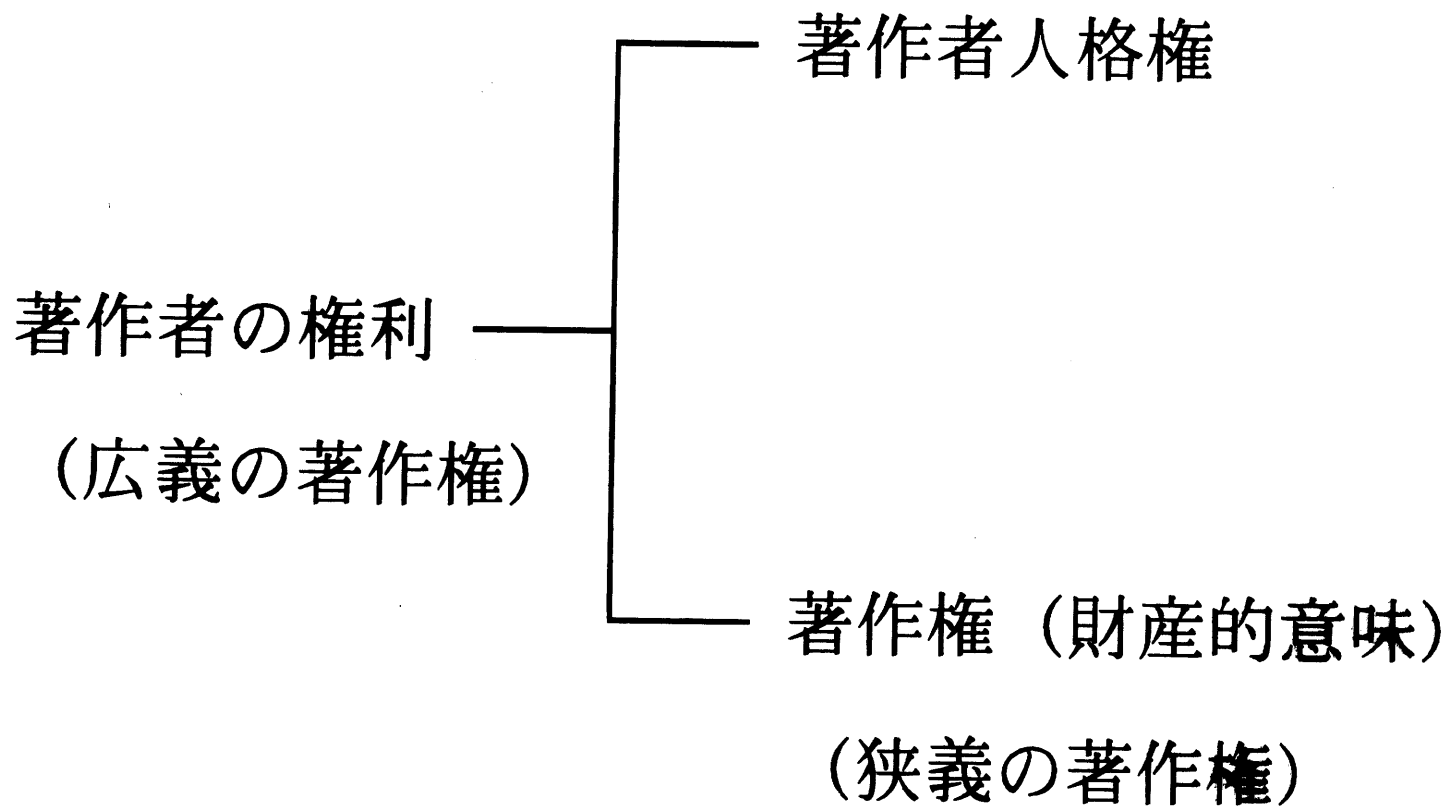 著作者人格権
著作者の権利
（広義の著作権）
著作権（財産的意味）
（狭義の著作権）